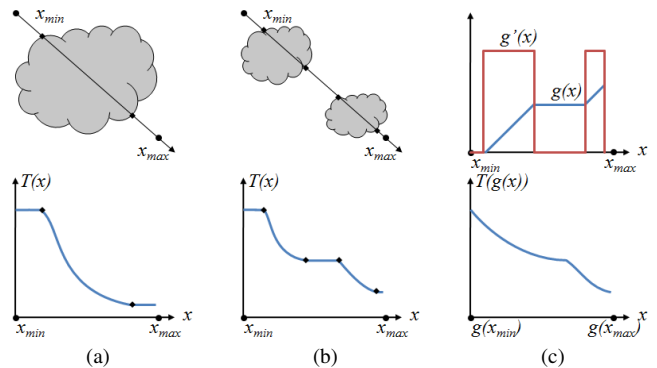 x_min
x_max
x_min
x_max
g'(x)
g(x)
x_min
x_max
x
T(x)
x
x_min
x_max
T(x)
x
x_min
x_max
T(g(x))
x
g(x_min)
g(x_max)
(a)
(b)
(c)